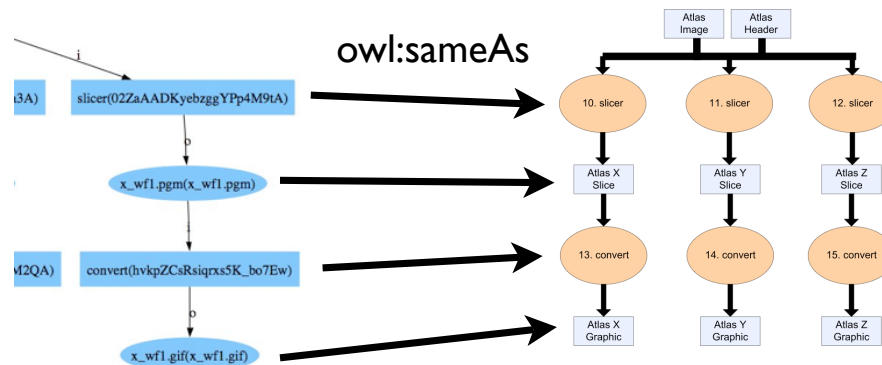 owl:sameAs
i
ı3A)
slicer(02ZaAADKyebzggYPp4M9tA)
o
x_wf1.pgm(x_wf1.pgm)
i
M2QA)
convert(hvkpZCsRsiqrxs5K_bo7Ew)
o
x_wf1.gif(x_wf1.gif)
Atlas
Image
Atlas
Header
10. slicer
11. slicer
12. slicer
Atlas X
Slice
Atlas Y
Slice
Atlas Z
Slice
13. convert
14. convert
15. convert
Atlas X
Graphic
Atlas Y
Graphic
Atlas Z
Graphic